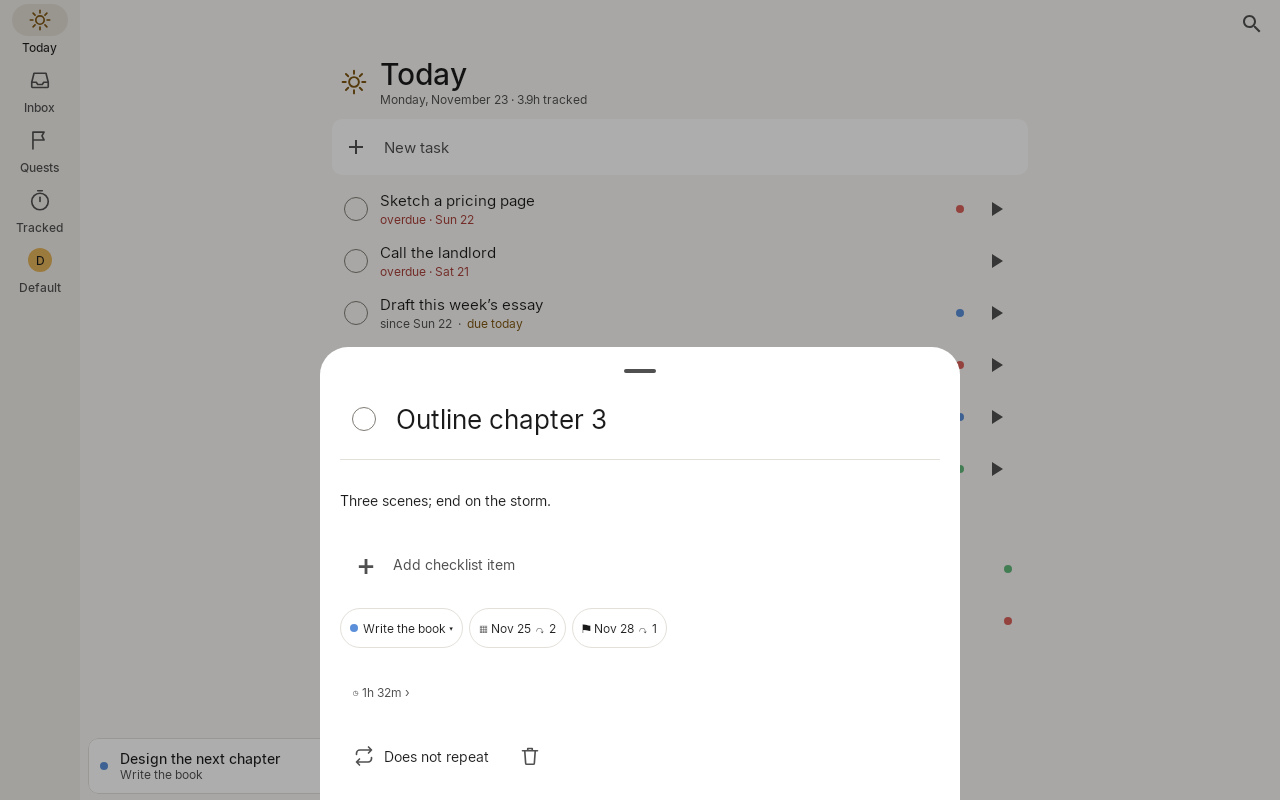 Today
Inbox
Quests
Tracked
D
Default
Today
Monday, November 23 · 3.9h tracked
New task
Sketch a pricing page
overdue · Sun 22
Call the landlord
overdue · Sat 21
Draft this week’s essay
since Sun 22 · due today
Outline chapter 3
Three scenes; end on the storm.
Add checklist item
Write the book
Nov 25 2
Nov 28 1
1h 32m ›
Does not repeat
Design the next chapter
Write the book